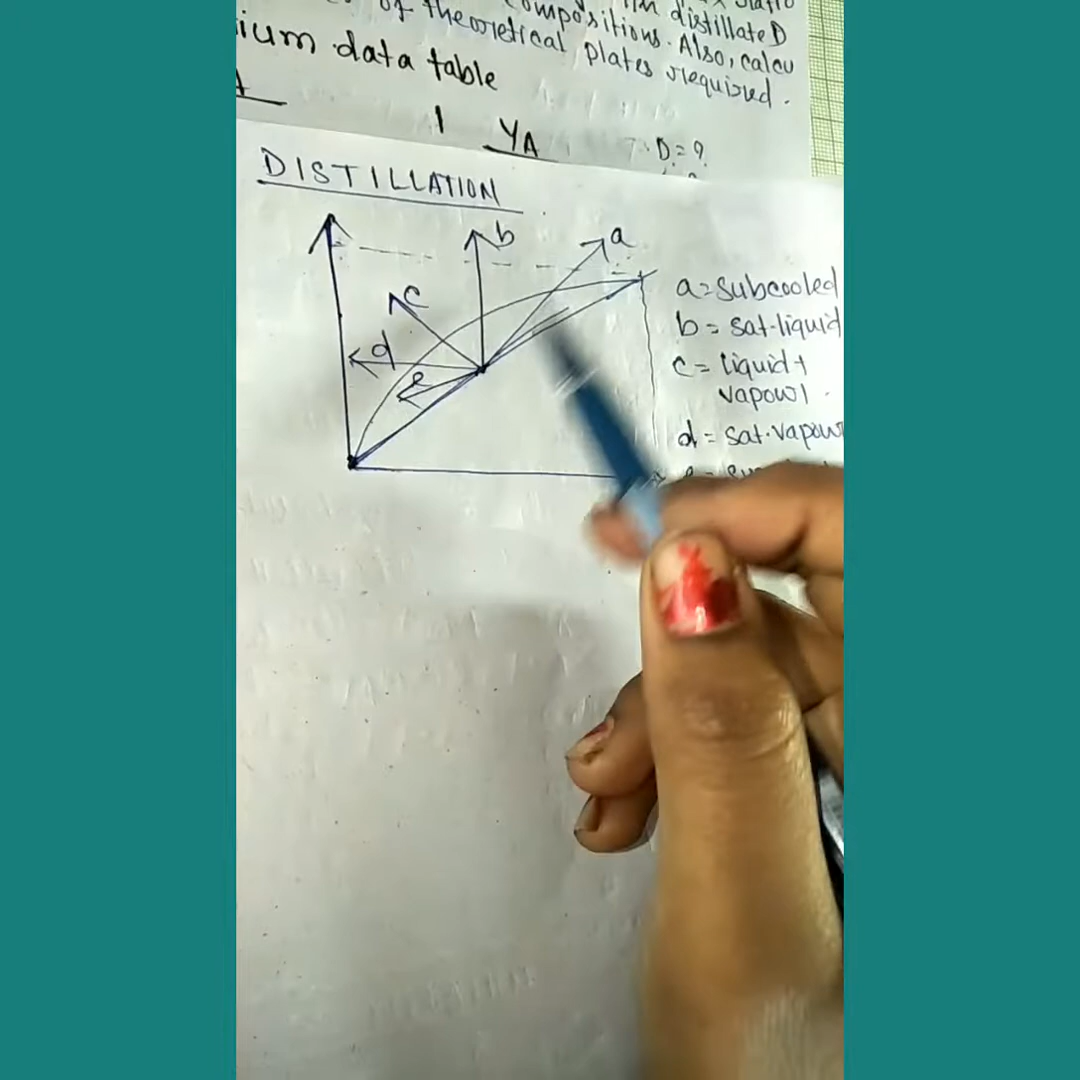 distillate D
of theoretical compositions. Also, calcu
ium data table plates required.
1 YA
D = ?
DISTILLATION
a
b
c
d
e
a = subcooled
b = sat-liquid
c = liquid +
vapour
d = sat.vapour